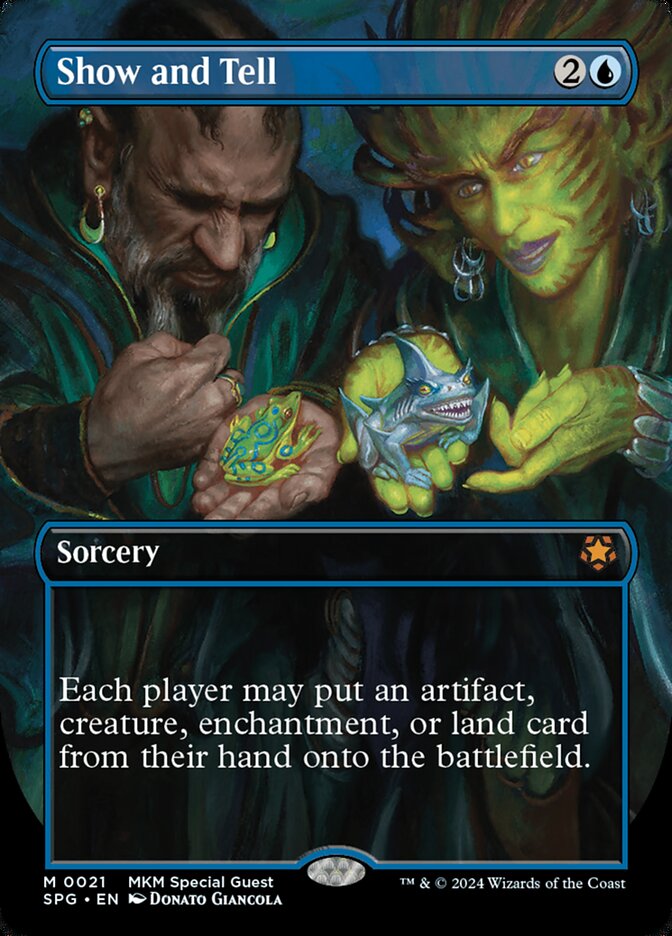 Show and Tell 2
Sorcery
Each player may put an artifact,
creature, enchantment, or land card
from their hand onto the battlefield.
M 0021 MKM Special Guest
SPG • EN Donato Giancola
™ & © 2024 Wizards of the Coast